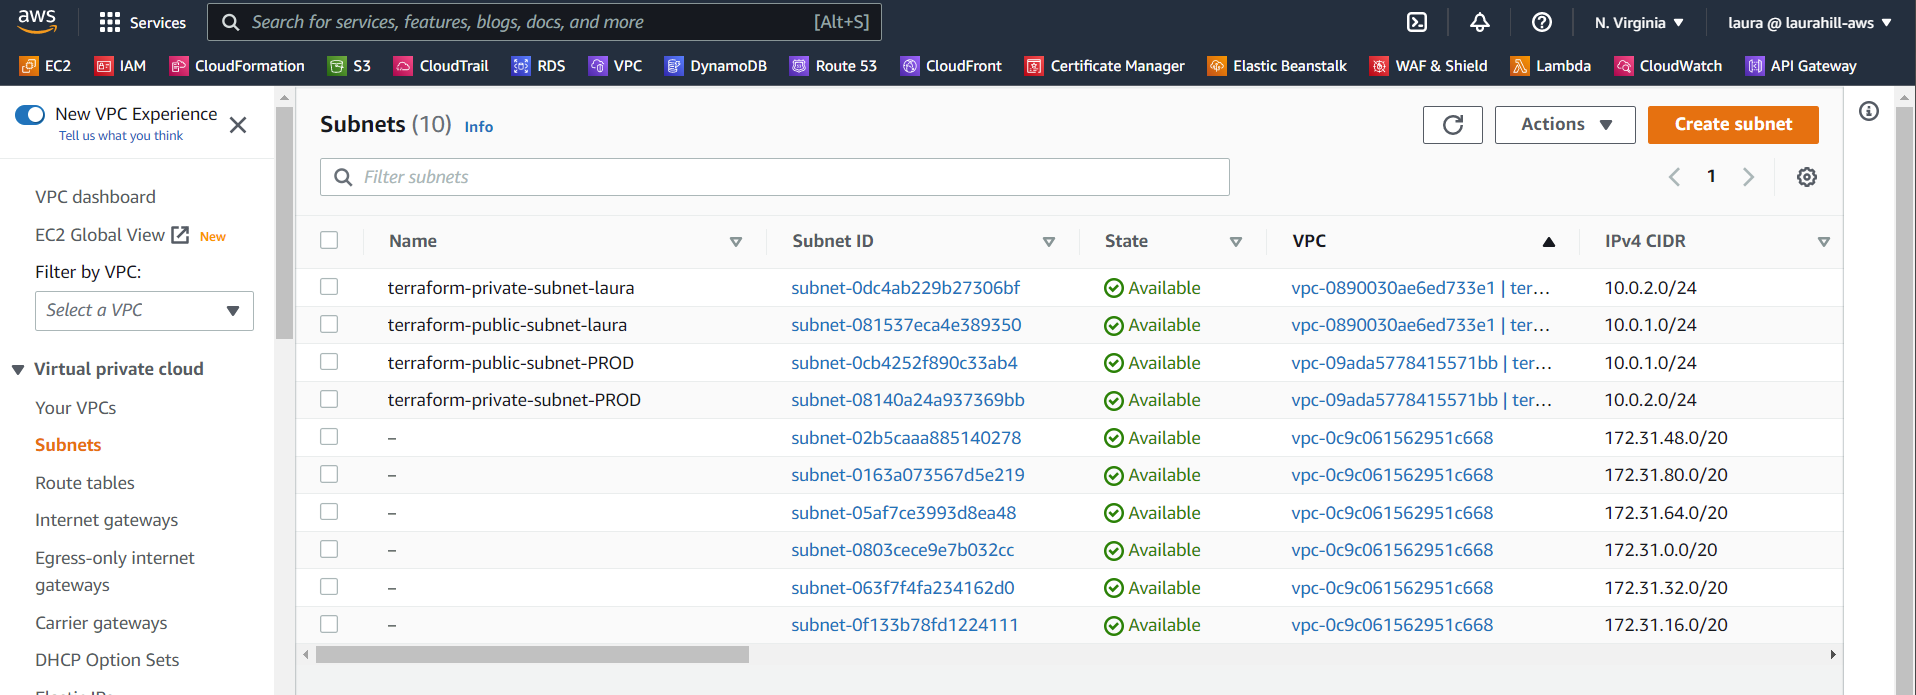 aws Services Search for services, features, blogs, docs, and more [Alt+S] N. Virginia laura @ laurahill-aws
EC2 IAM CloudFormation S3 CloudTrail RDS VPC DynamoDB Route 53 CloudFront Certificate Manager Elastic Beanstalk WAF & Shield Lambda CloudWatch API Gateway
New VPC Experience
Tell us what you think
VPC dashboard
EC2 Global View New
Filter by VPC:
Select a VPC
Virtual private cloud
Your VPCs
Subnets
Route tables
Internet gateways
Egress-only internet
gateways
Carrier gateways
DHCP Option Sets
Elastic IPs
Subnets (10) Info Actions Create subnet
Filter subnets 1
Name Subnet ID State VPC IPv4 CIDR
terraform-private-subnet-laura subnet-0dc4ab229b27306bf Available vpc-0890030ae6ed733e1 | ter... 10.0.2.0/24
terraform-public-subnet-laura subnet-081537eca4e389350 Available vpc-0890030ae6ed733e1 | ter... 10.0.1.0/24
terraform-public-subnet-PROD subnet-0cb4252f890c33ab4 Available vpc-09ada5778415571bb | ter... 10.0.1.0/24
terraform-private-subnet-PROD subnet-08140a24a937369bb Available vpc-09ada5778415571bb | ter... 10.0.2.0/24
– subnet-02b5caaa885140278 Available vpc-0c9c061562951c668 172.31.48.0/20
– subnet-0163a073567d5e219 Available vpc-0c9c061562951c668 172.31.80.0/20
– subnet-05af7ce3993d8ea48 Available vpc-0c9c061562951c668 172.31.64.0/20
– subnet-0803cece9e7b032cc Available vpc-0c9c061562951c668 172.31.0.0/20
– subnet-063f7f4fa234162d0 Available vpc-0c9c061562951c668 172.31.32.0/20
– subnet-0f133b78fd1224111 Available vpc-0c9c061562951c668 172.31.16.0/20